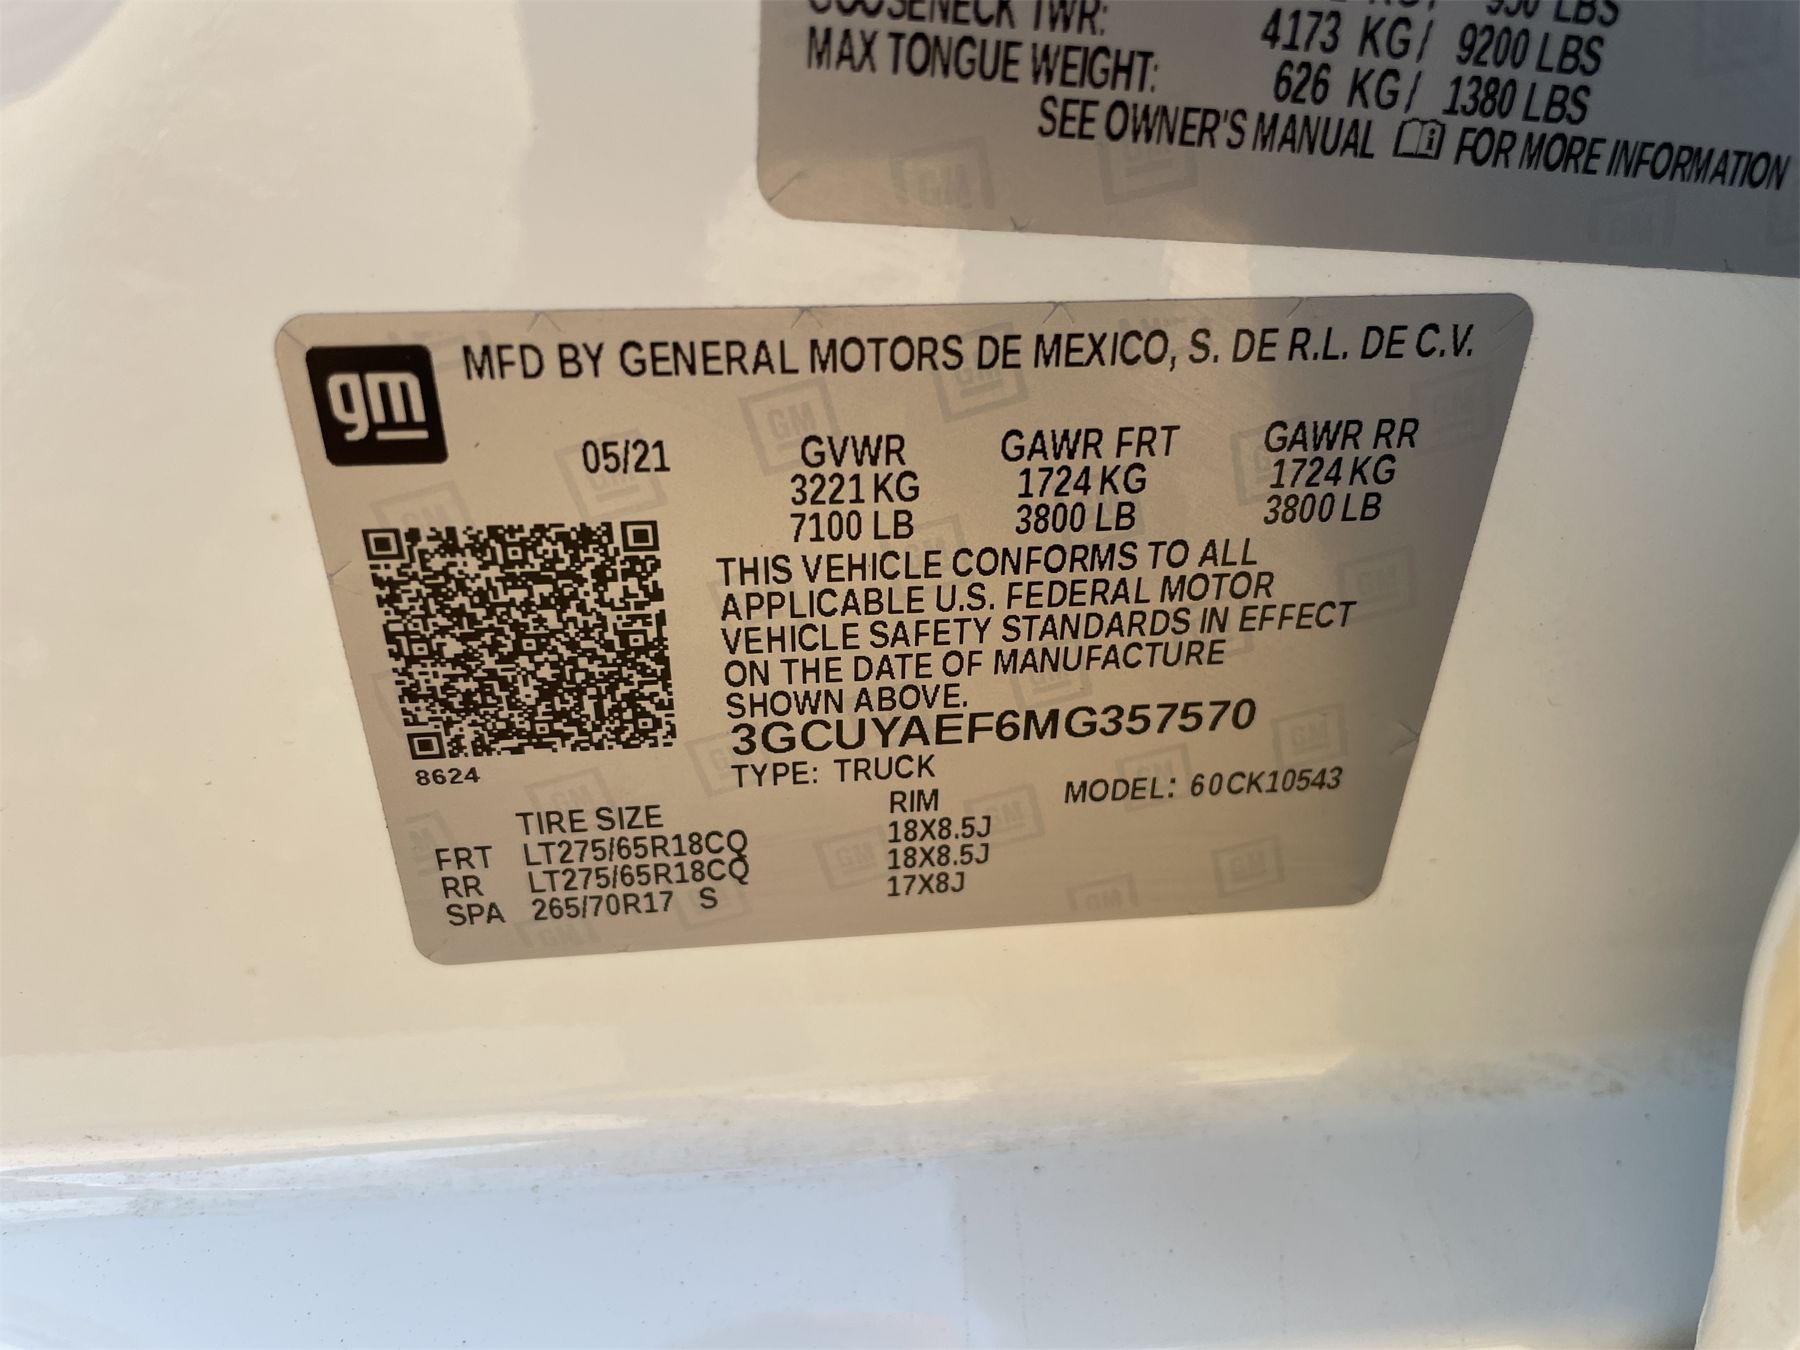 GOOSENECK TWR:
950 LBS
4173 KG/ 9200 LBS
MAX TONGUE WEIGHT: 626 KG/ 1380 LBS
SEE OWNER'S MANUAL FOR MORE INFORMATION
gm
MFD BY GENERAL MOTORS DE MEXICO, S. DE R.L. DE C.V.
05/21 GVWR GAWR FRT GAWR RR
3221 KG 1724 KG 1724 KG
7100 LB 3800 LB 3800 LB
THIS VEHICLE CONFORMS TO ALL
APPLICABLE U.S. FEDERAL MOTOR
VEHICLE SAFETY STANDARDS IN EFFECT
ON THE DATE OF MANUFACTURE
SHOWN ABOVE.
3GCUYAEF6MG357570
8624
TYPE: TRUCK MODEL: 60CK10543
TIRE SIZE RIM
FRT LT275/65R18CQ 18X8.5J
RR LT275/65R18CQ 18X8.5J
SPA 265/70R17 S 17X8J